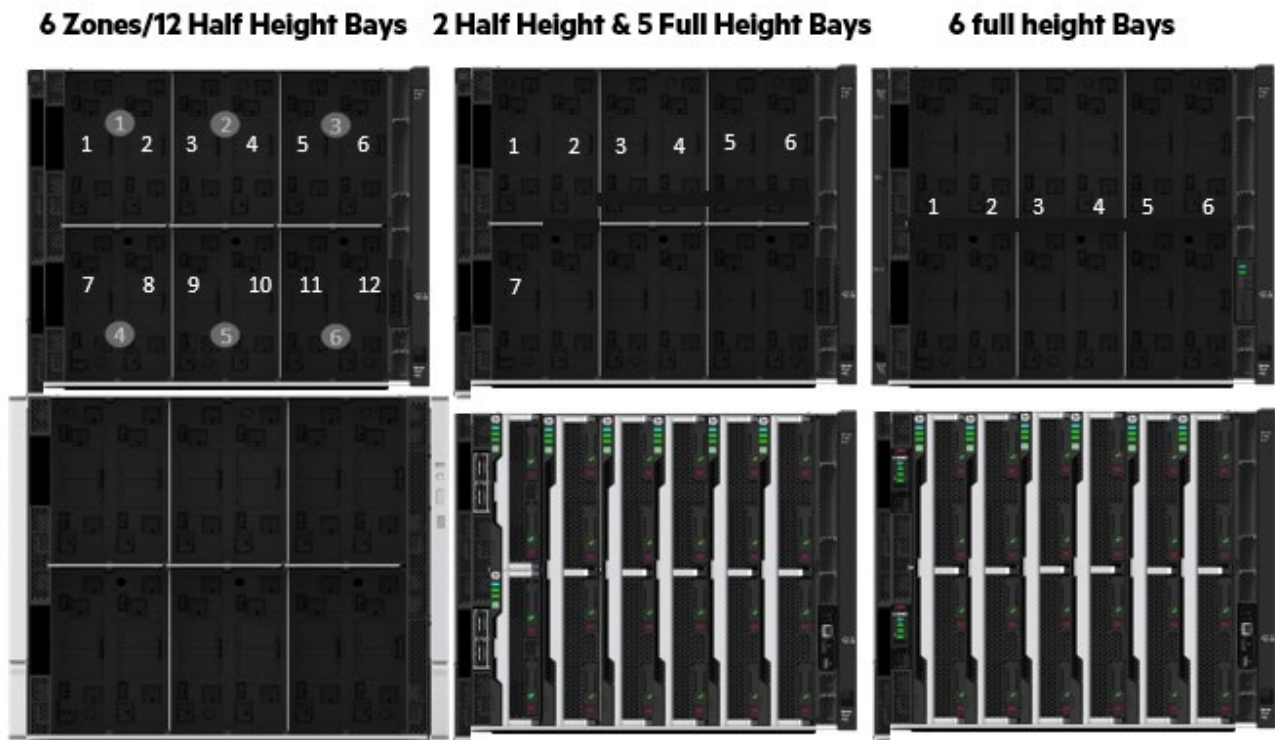 6 Zones/12 Half Height Bays
2 Half Height & 5 Full Height Bays
6 full height Bays
1 2 3
1 2 3 4 5 6
7 8 9 10 11 12
4 5 6
1 2 3 4 5 6
7
1 2 3 4 5 6